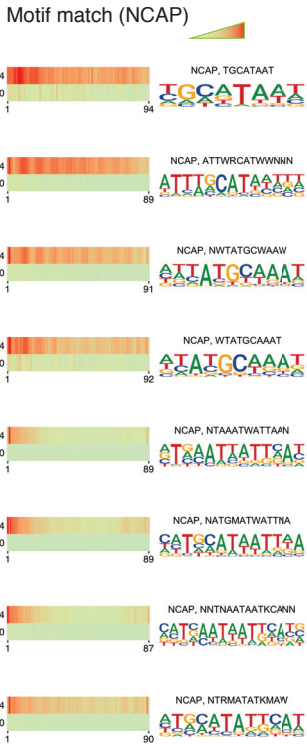 Motif match (NCAP)
NCAP, TGCATAAT
4
0
1 94
TGCATAAT
NCAP, ATTWRCATWWNNN
4
0
1 89
NCAP, NWTATGCWAAW
4
0
1 91
NCAP, WTATGCAAAT
4
0
1 92
NCAP, NTAAATWATTAAN
4
0
1 89
NCAP, NATGMATWATTNA
4
0
1 89
NCAP, NNTNAATAATKCANN
4
0
1 87
NCAP, NTRMATATKMAW
4
0
1 90